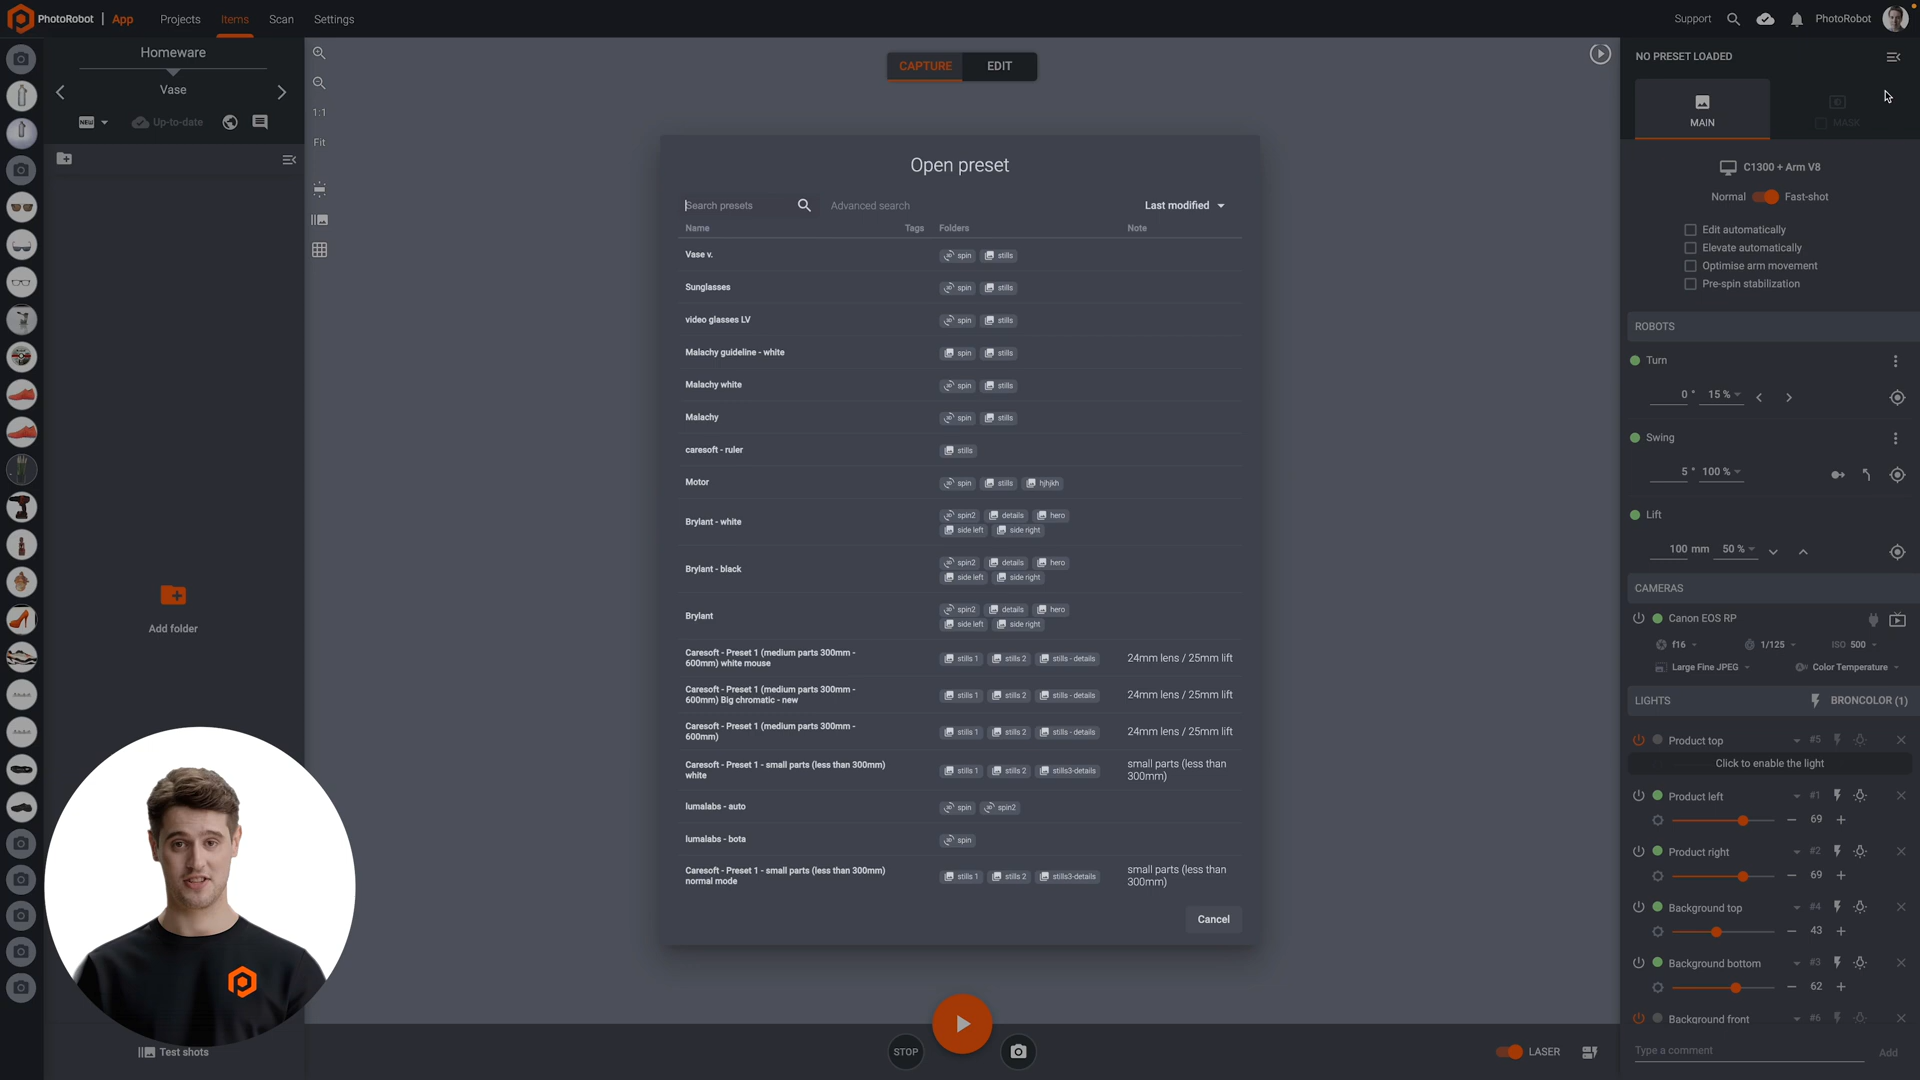 PhotoRobot | App Projects Items Scan Settings
Support PhotoRobot
Homeware
Vase
NEW Up-to-date
1:1
Fit
CAPTURE EDIT
Add folder
Test shots
Open preset
Search presets Advanced search Last modified
Name Tags Folders Note
Vase v. spin stills
Sunglasses spin stills
video glasses LV spin stills
Malachy guideline - white spin stills
Malachy white spin stills
Malachy spin stills
caresoft - ruler stills
Motor spin stills hjhjkh
Brylant - white spin2 details hero
side left side right
Brylant - black spin2 details hero
side left side right
Brylant spin2 details hero
side left side right
Caresoft - Preset 1 (medium parts 300mm -
600mm) white mouse stills 1 stills 2 stills - details 24mm lens / 25mm lift
Caresoft - Preset 1 (medium parts 300mm -
600mm) Big chromatic - new stills 1 stills 2 stills - details 24mm lens / 25mm lift
Caresoft - Preset 1 (medium parts 300mm -
600mm) stills 1 stills 2 stills - details 24mm lens / 25mm lift
Caresoft - Preset 1 - small parts (less than 300mm)
white stills 1 stills 2 stills3-details small parts (less than
300mm)
lumalabs - auto spin spin2
lumalabs - bota spin
Caresoft - Preset 1 - small parts (less than 300mm)
normal mode stills 1 stills 2 stills3-details small parts (less than
300mm)
Cancel
STOP
LASER
NO PRESET LOADED
MAIN MASK
C1300 + Arm V8
Normal Fast-shot
Edit automatically
Elevate automatically
Optimise arm movement
Pre-spin stabilization
ROBOTS
Turn
0 ° 15 %
Swing
5 ° 100 %
Lift
100 mm 50 %
CAMERAS
Canon EOS RP
f16 1/125 ISO 500
Large Fine JPEG Color Temperature
LIGHTS BRONCOLOR (1)
Product top #5
Click to enable the light
Product left #1
69
Product right #2
69
Background top #4
43
Background bottom #3
62
Background front #6
Type a comment Add